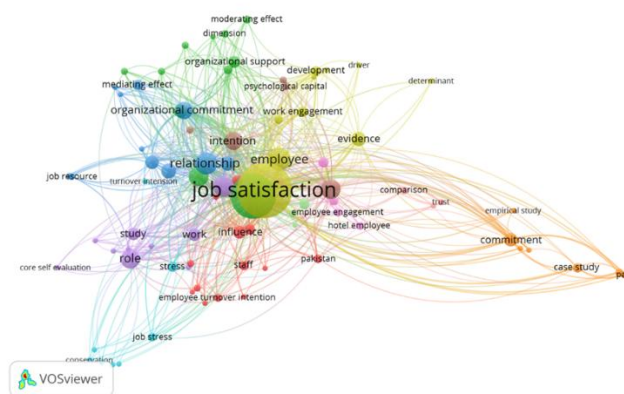 moderating effect
dimension
organizational support
development
driver
mediating effect
psychological capital
determinant
organizational commitment
work engagement
intention
evidence
relationship
employee
job resource
turnover intension
job satisfaction
comparison
trust
employee engagement
empirical study
study
work
influence
hotel employee
commitment
role
stress
staff
pakistan
core self evaluation
case study
employee turnover intention
job stress
conservation
VOSviewer